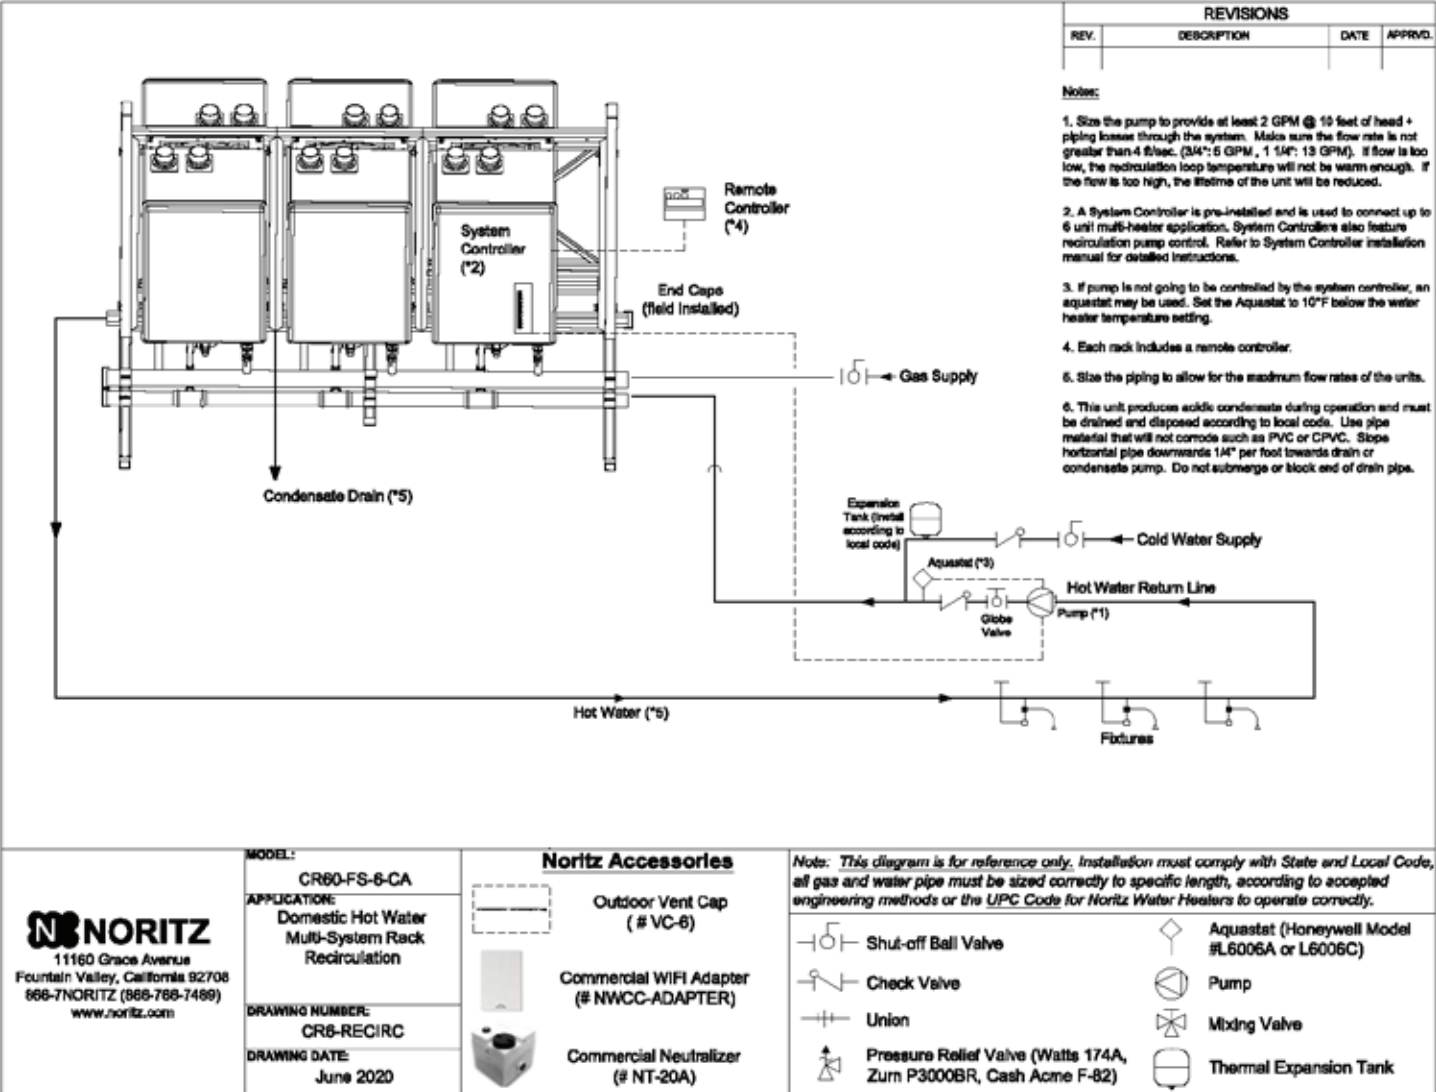 REVISIONS
REV. DESCRIPTION DATE APPRVD.
Notes:
1. Size the pump to provide at least 2 GPM @ 10 feet of head +
piping losses through the system. Make sure the flow rate is not
greater than 4 ft/sec. (3/4": 6 GPM , 1 1/4": 13 GPM). If flow is too
low, the recirculation loop temperature will not be warm enough. If
the flow is too high, the lifetime of the unit will be reduced.
2. A System Controller is pre-installed and is used to connect up to
6 unit multi-heater application. System Controllers also feature
recirculation pump control. Refer to System Controller installation
manual for detailed instructions.
3. If pump is not going to be controlled by the system controller, an
aquastat may be used. Set the Aquastat to 10°F below the water
heater temperature setting.
4. Each rack includes a remote controller.
5. Size the piping to allow for the maximum flow rates of the units.
6. This unit produces acidic condensate during operation and must
be drained and disposed according to local code. Use pipe
material that will not corrode such as PVC or CPVC. Slope
horizontal pipe downwards 1/4" per foot towards drain or
condensate pump. Do not submerge or block end of drain pipe.
Remote
Controller
(*4)
System
Controller
(*2)
End Caps
(field installed)
Gas Supply
Condensate Drain (*5)
Expansion
Tank (install
according to
local code)
Cold Water Supply
Aquastat (*3)
Hot Water Return Line
Pump (*1)
Globe
Valve
Hot Water (*5)
Fixtures
NORITZ
11160 Grace Avenue
Fountain Valley, California 92708
866-7NORITZ (866-766-7489)
www.noritz.com
MODEL:
CR60-FS-6-CA
APPLICATION:
Domestic Hot Water
Multi-System Rack
Recirculation
DRAWING NUMBER:
CR6-RECIRC
DRAWING DATE:
June 2020
Noritz Accessories
Outdoor Vent Cap
( # VC-6)
Commercial WIFI Adapter
(# NWCC-ADAPTER)
Commercial Neutralizer
(# NT-20A)
Note: This diagram is for reference only. Installation must comply with State and Local Code,
all gas and water pipe must be sized correctly to specific length, according to accepted
engineering methods or the UPC Code for Noritz Water Heaters to operate correctly.
Shut-off Ball Valve
Check Valve
Union
Pressure Relief Valve (Watts 174A,
Zurn P3000BR, Cash Acme F-82)
Aquastat (Honeywell Model
#L6006A or L6006C)
Pump
Mixing Valve
Thermal Expansion Tank